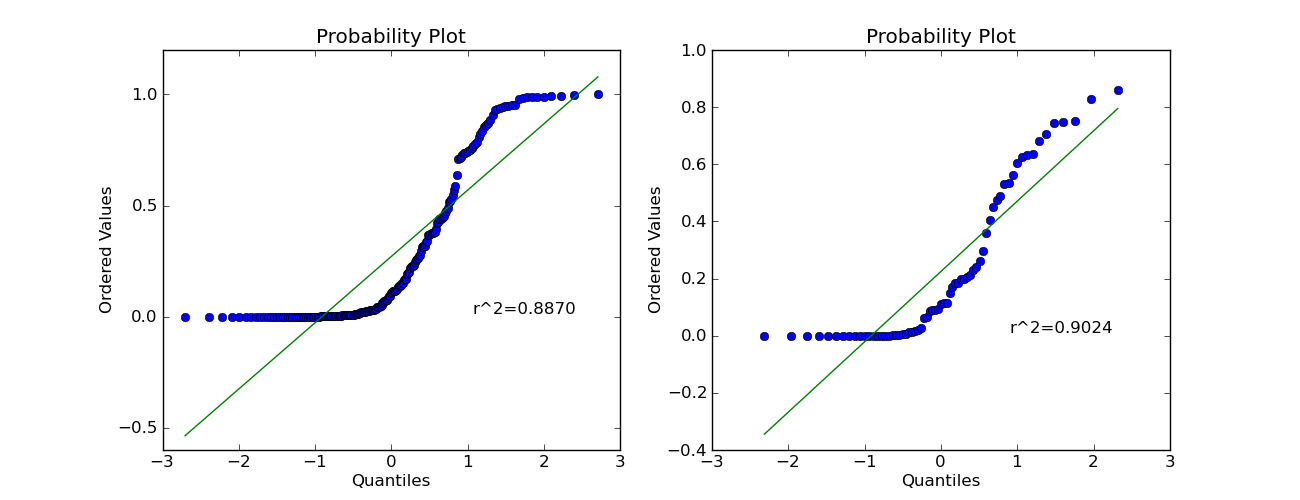 Probability Plot
1.0
0.5
0.0
−0.5
Ordered Values
r^2=0.8870
−3 −2 −1 0 1 2 3
Quantiles
Probability Plot
1.0
0.8
0.6
0.4
0.2
0.0
−0.2
−0.4
Ordered Values
r^2=0.9024
−3 −2 −1 0 1 2 3
Quantiles